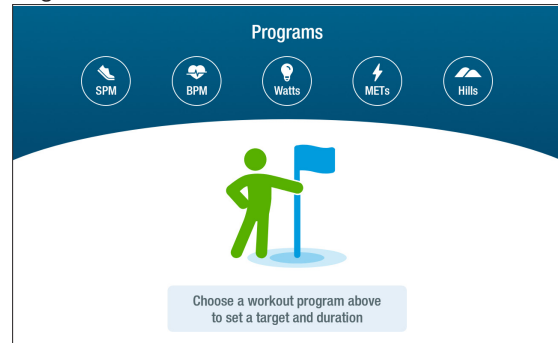 Programs
SPM
BPM
Watts
METs
Hills
Choose a workout program above
to set a target and duration